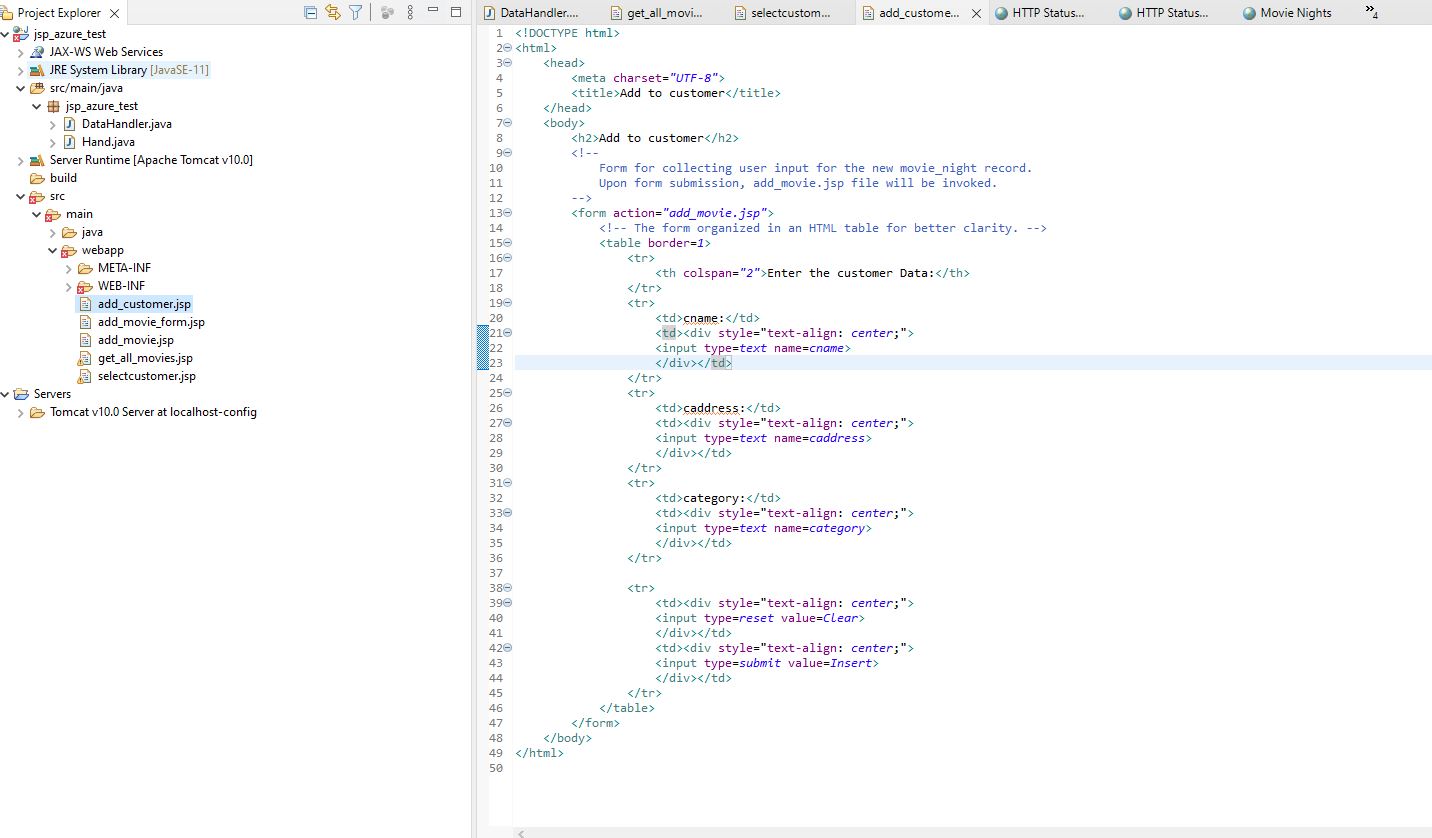 Project Explorer
jsp_azure_test
JAX-WS Web Services
JRE System Library [JavaSE-11]
src/main/java
jsp_azure_test
DataHandler.java
Hand.java
Server Runtime [Apache Tomcat v10.0]
build
src
main
java
webapp
META-INF
WEB-INF
add_customer.jsp
add_movie_form.jsp
add_movie.jsp
get_all_movies.jsp
selectcustomer.jsp
Servers
Tomcat v10.0 Server at localhost-config
DataHandler....
get_all_movi...
selectcustom...
add_custome...
HTTP Status...
HTTP Status...
Movie Nights
»4
1 <!DOCTYPE html>
2 <html>
3 <head>
4 <meta charset="UTF-8">
5 <title>Add to customer</title>
6 </head>
7 <body>
8 <h2>Add to customer</h2>
9 <!--
10 Form for collecting user input for the new movie_night record.
11 Upon form submission, add_movie.jsp file will be invoked.
12 -->
13 <form action="add_movie.jsp">
14 <!-- The form organized in an HTML table for better clarity. -->
15 <table border=1>
16 <tr>
17 <th colspan="2">Enter the customer Data:</th>
18 </tr>
19 <tr>
20 <td>cname:</td>
21 <td><div style="text-align: center;">
22 <input type=text name=cname>
23 </div></td>
24 </tr>
25 <tr>
26 <td>caddress:</td>
27 <td><div style="text-align: center;">
28 <input type=text name=caddress>
29 </div></td>
30 </tr>
31 <tr>
32 <td>category:</td>
33 <td><div style="text-align: center;">
34 <input type=text name=category>
35 </div></td>
36 </tr>
37
38 <tr>
39 <td><div style="text-align: center;">
40 <input type=reset value=Clear>
41 </div></td>
42 <td><div style="text-align: center;">
43 <input type=submit value=Insert>
44 </div></td>
45 </tr>
46 </table>
47 </form>
48 </body>
49 </html>
50